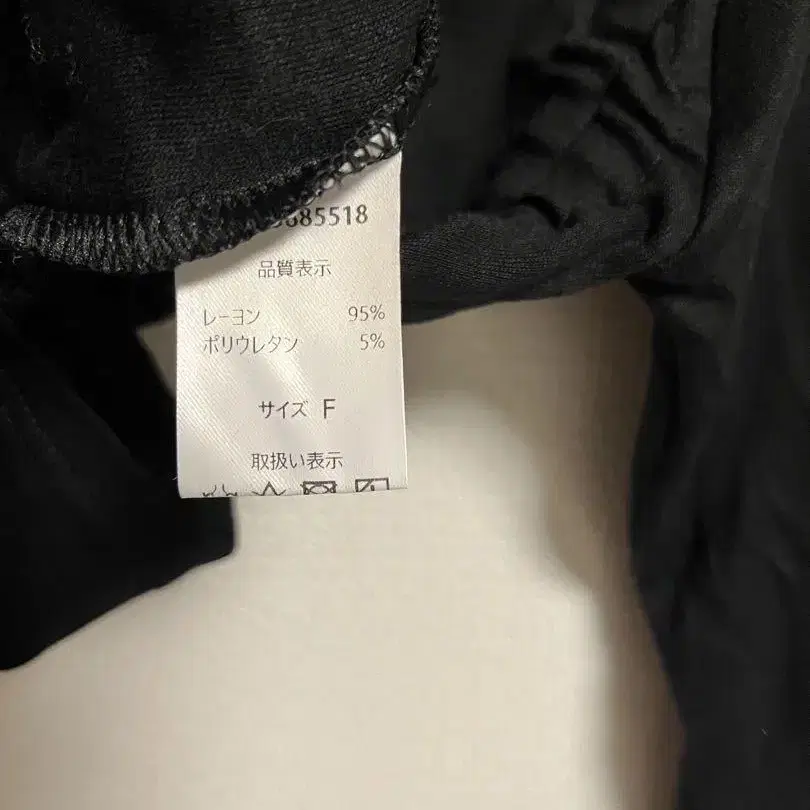 685518
品質表示
レーヨン 95%
ポリウレタン 5%
サイズ F
取扱い表示